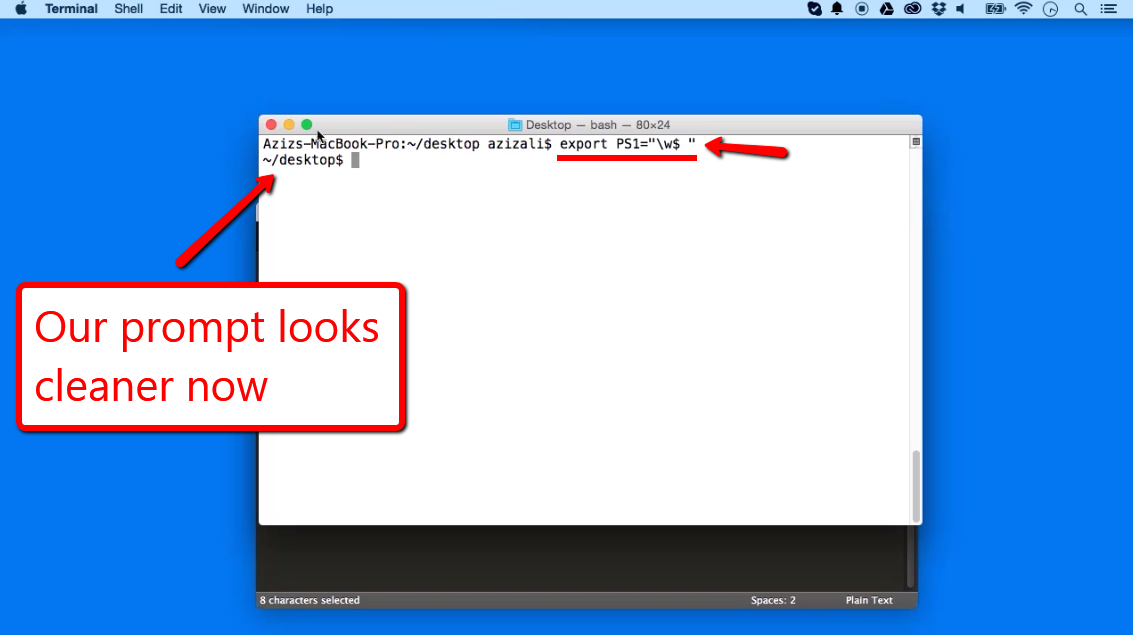 Terminal Shell Edit View Window Help
Desktop — bash — 80×24
Azizs-MacBook-Pro:~/desktop azizali$ export PS1="\w$ "
~/desktop$
Our prompt looks
cleaner now
8 characters selected Spaces: 2 Plain Text